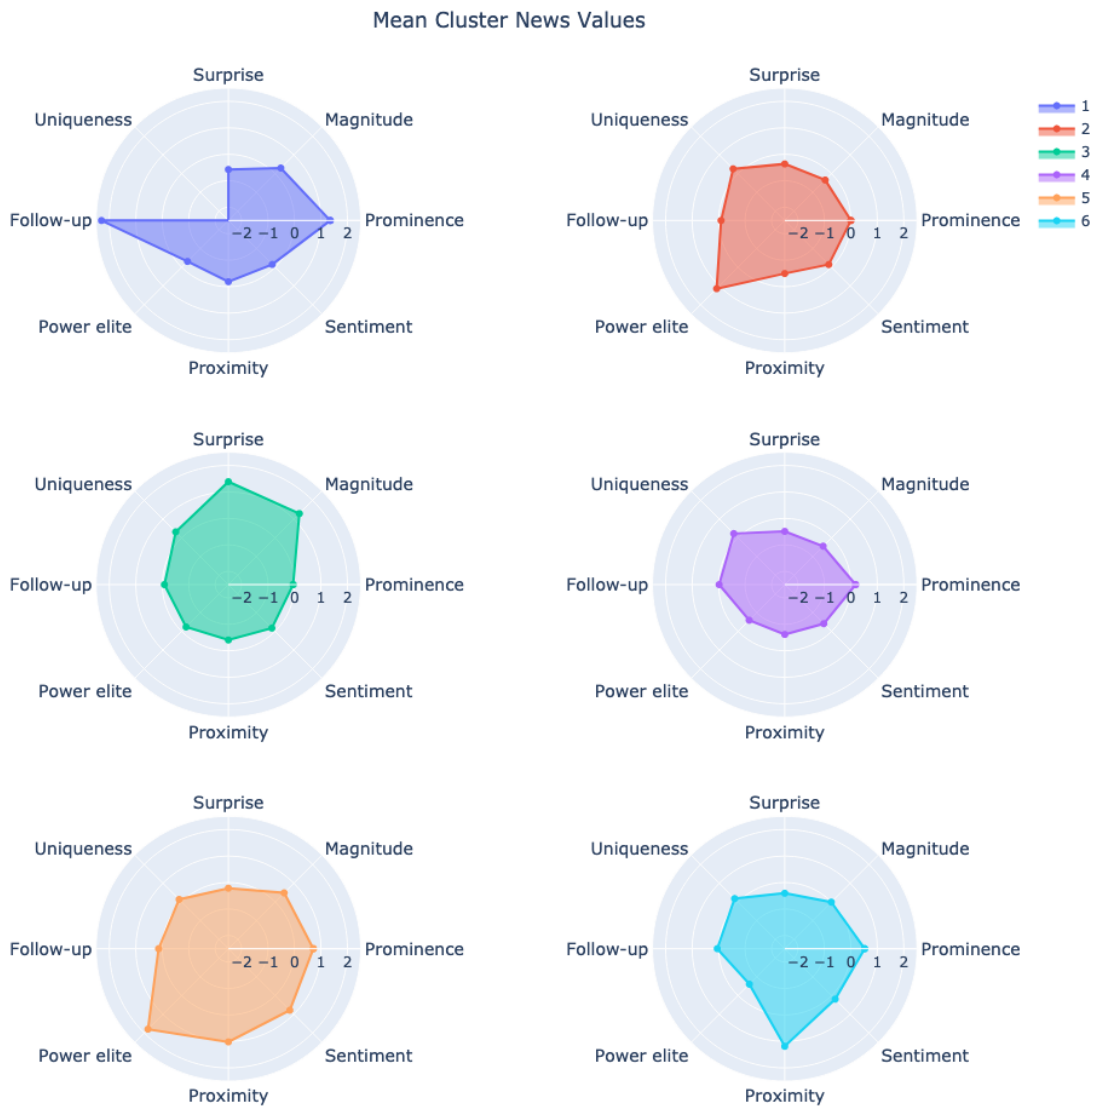 Mean Cluster News Values
Surprise
Uniqueness Magnitude
Follow-up −2 −1 0 1 2 Prominence
Power elite Sentiment
Proximity
Surprise
Uniqueness Magnitude
Follow-up −2 −1 0 1 2 Prominence
Power elite Sentiment
Proximity
1
2
3
4
5
6
Surprise
Uniqueness Magnitude
Follow-up −2 −1 0 1 2 Prominence
Power elite Sentiment
Proximity
Surprise
Uniqueness Magnitude
Follow-up −2 −1 0 1 2 Prominence
Power elite Sentiment
Proximity
Surprise
Uniqueness Magnitude
Follow-up −2 −1 0 1 2 Prominence
Power elite Sentiment
Proximity
Surprise
Uniqueness Magnitude
Follow-up −2 −1 0 1 2 Prominence
Power elite Sentiment
Proximity